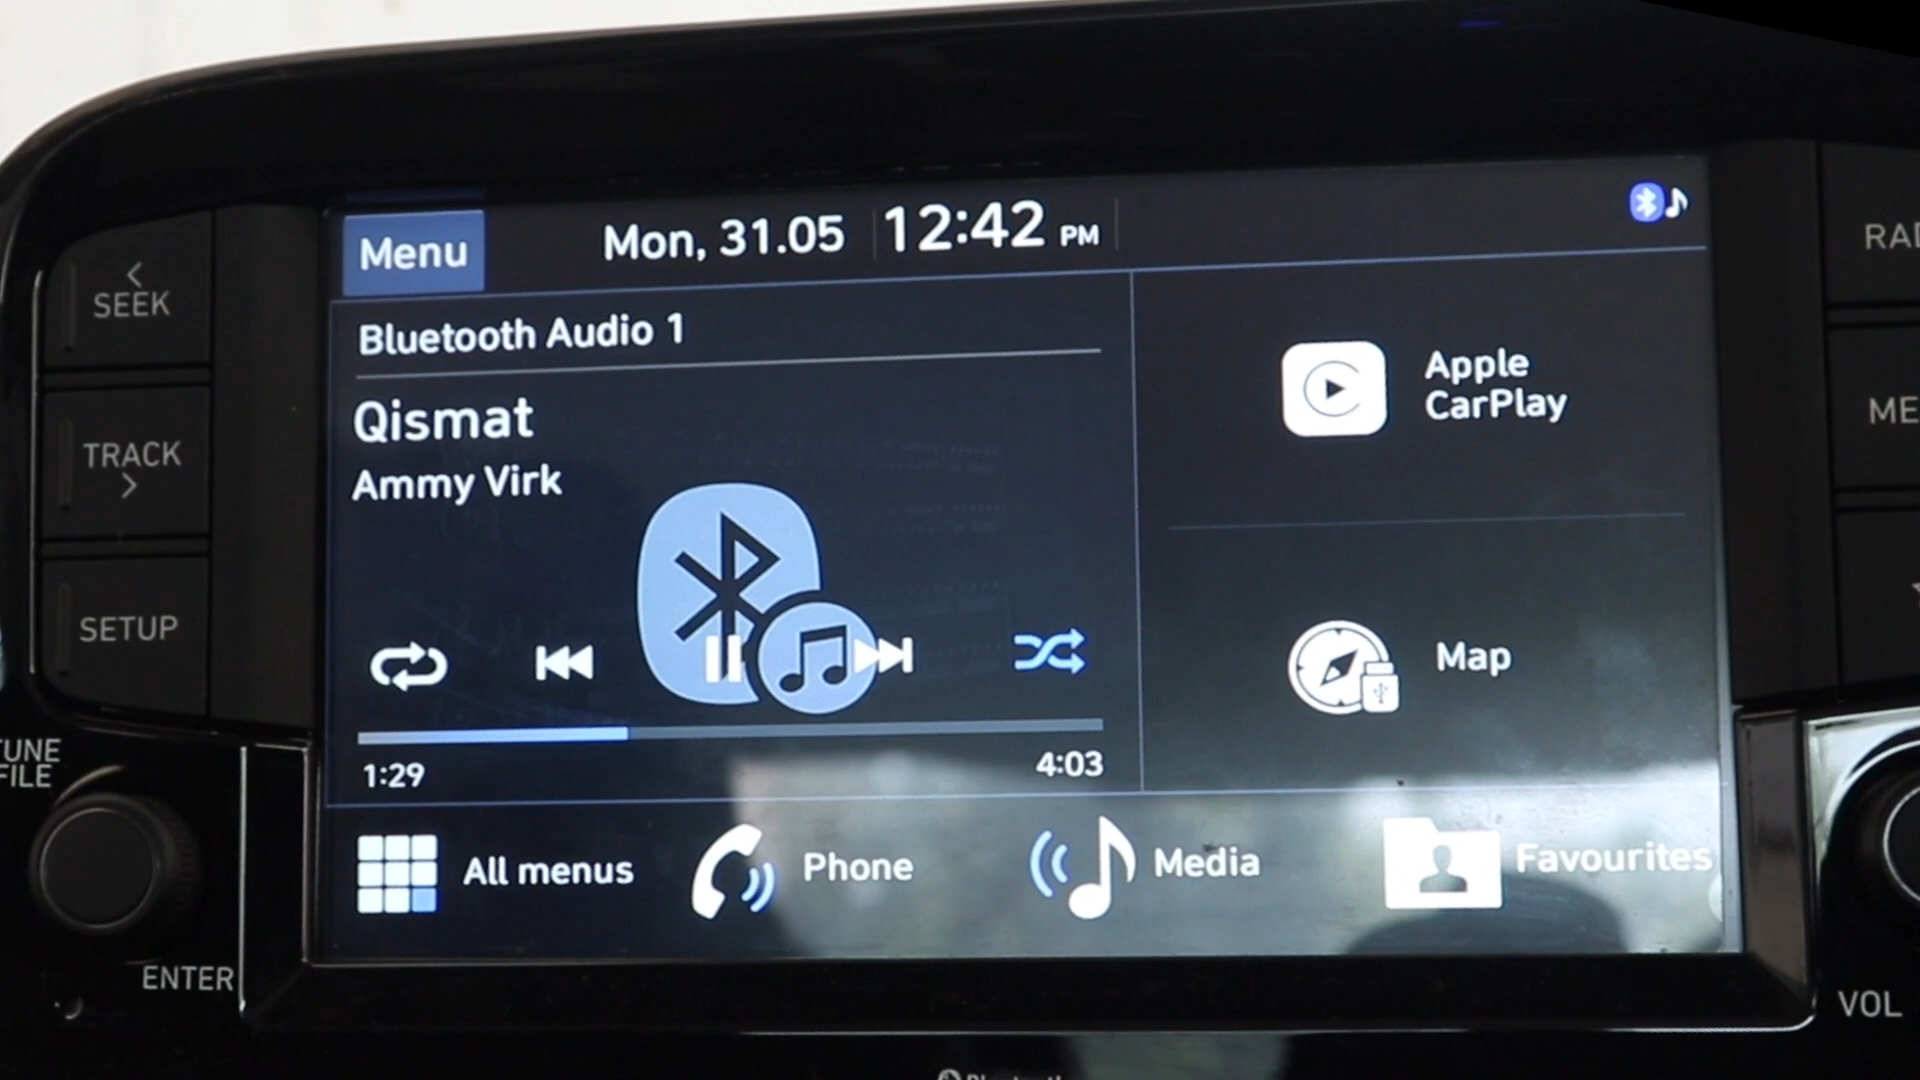 Menu
Mon, 31.05
12:42 PM
Bluetooth Audio 1
Qismat
Ammy Virk
1:29
4:03
Apple
CarPlay
Map
All menus
Phone
Media
Favourites
SEEK
TRACK
SETUP
FILE
ENTER
VOL